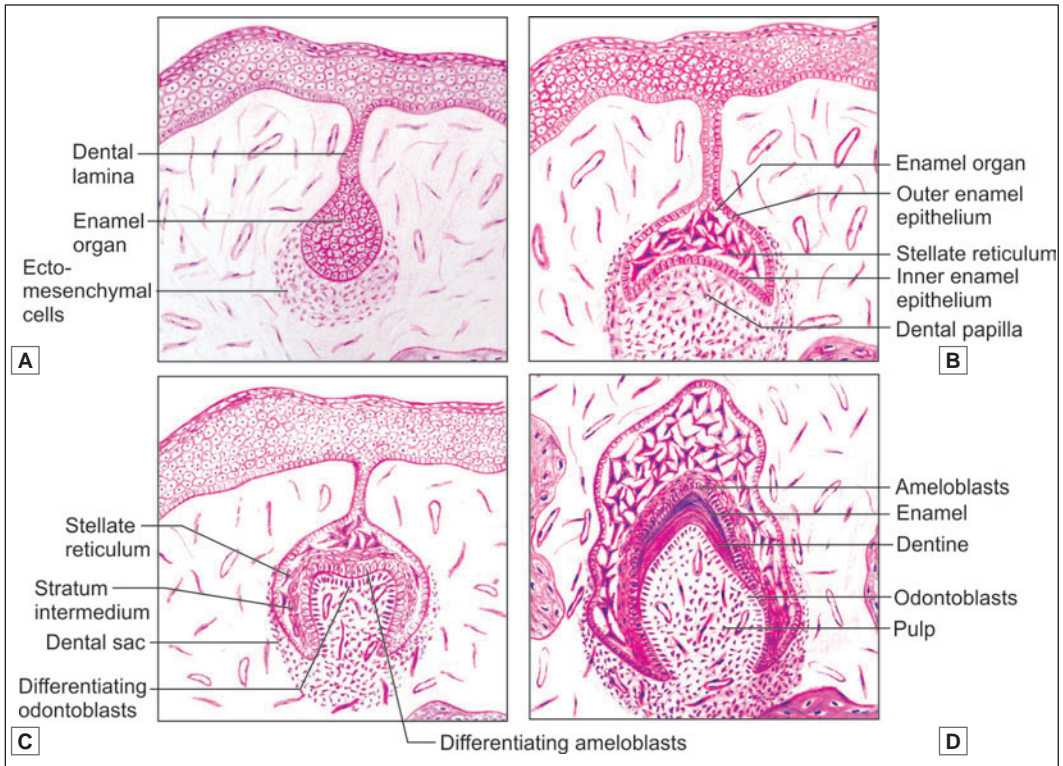 Dental
lamina
Enamel
organ
Ecto-
mesenchymal
cells
A
Enamel organ
Outer enamel
epithelium
Stellate reticulum
Inner enamel
epithelium
Dental papilla
B
Stellate
reticulum
Stratum
intermedium
Dental sac
Differentiating
odontoblasts
Differentiating ameloblasts
C
Ameloblasts
Enamel
Dentine
Odontoblasts
Pulp
D